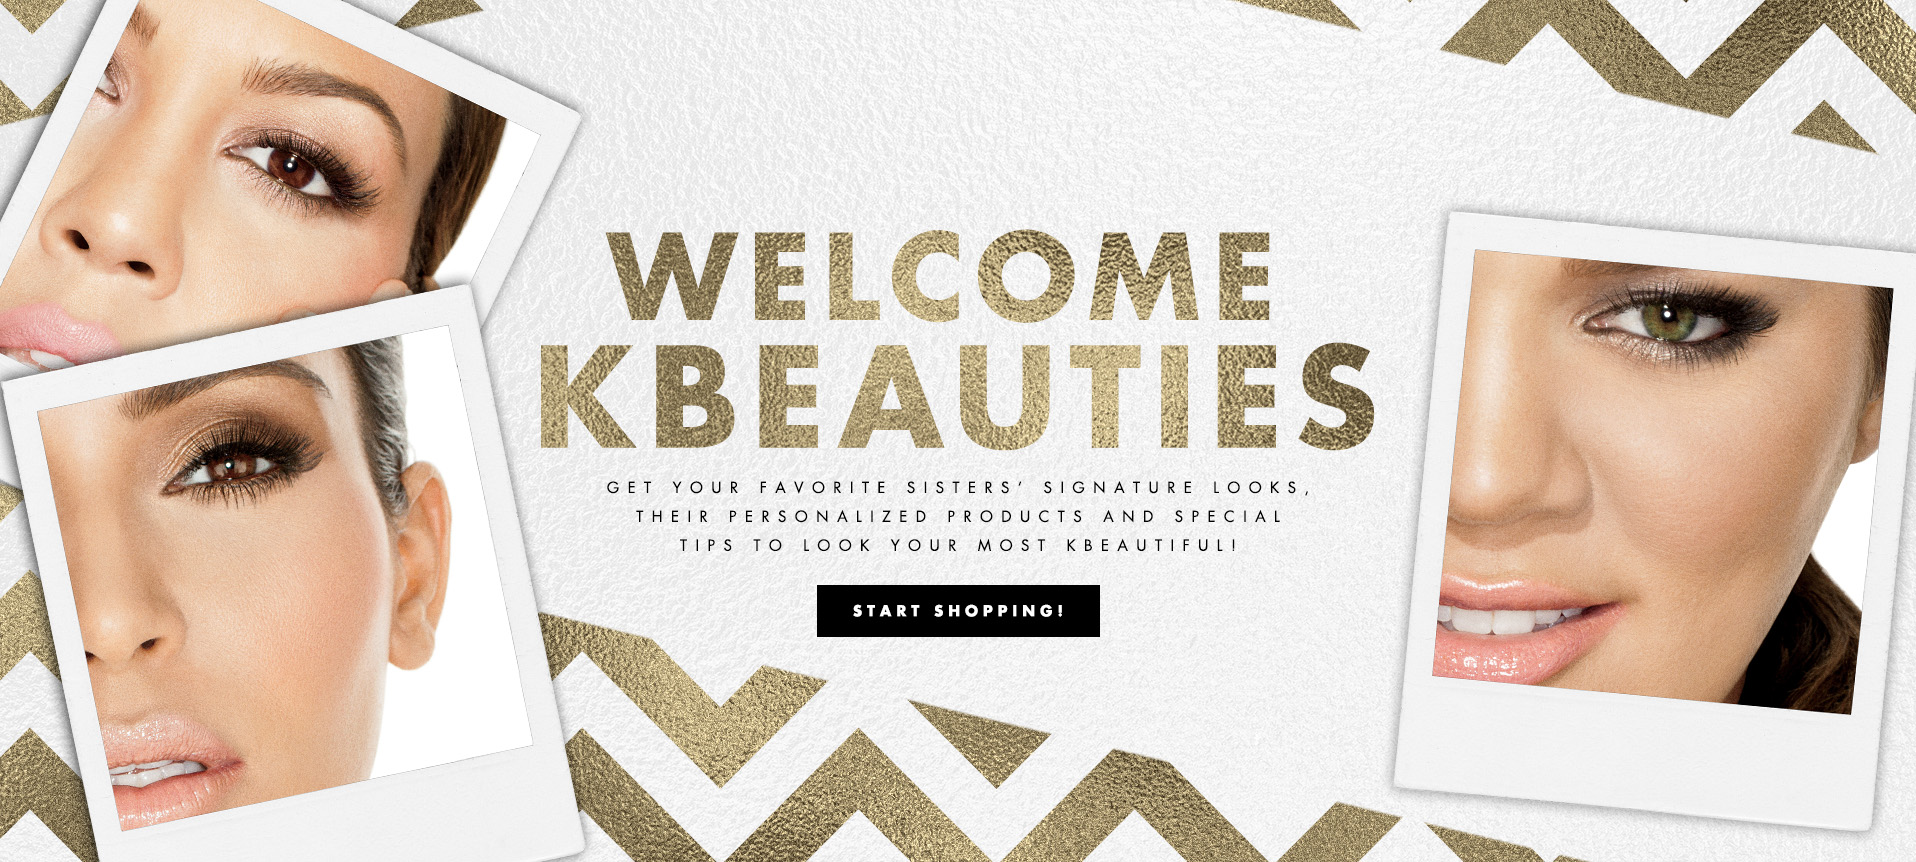 WELCOME
KBEAUTIES
GET YOUR FAVORITE SISTERS’ SIGNATURE LOOKS,
THEIR PERSONALIZED PRODUCTS AND SPECIAL
TIPS TO LOOK YOUR MOST KBEAUTIFUL!
START SHOPPING!